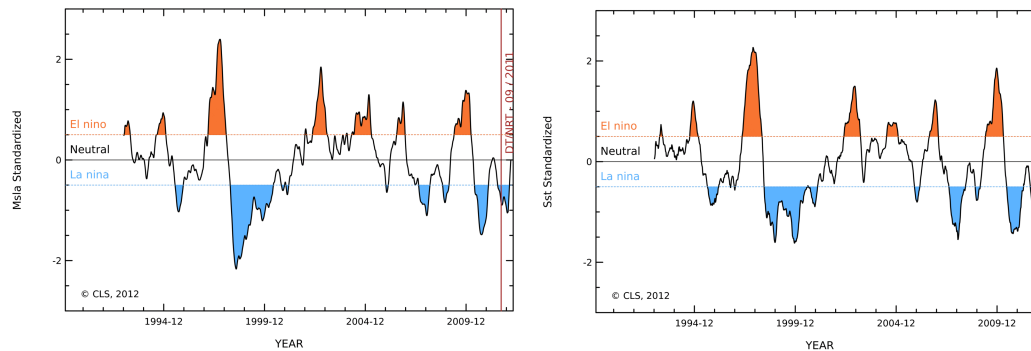 Msla Standardized
2
0
-2
El nino
Neutral
La nina
DT/NRT : 09 / 2011
© CLS, 2012
1994-12
1999-12
2004-12
2009-12
YEAR
Sst Standardized
2
0
-2
El nino
Neutral
La nina
© CLS, 2012
1994-12
1999-12
2004-12
2009-12
YEAR